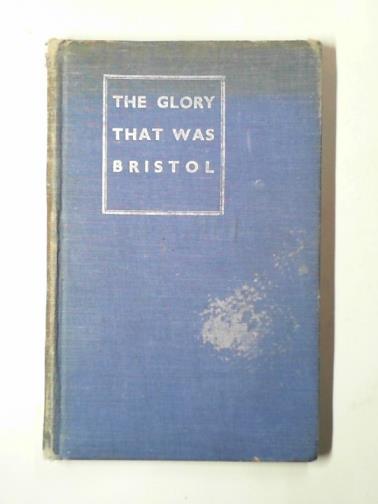 THE GLORY
THAT WAS
BRISTOL